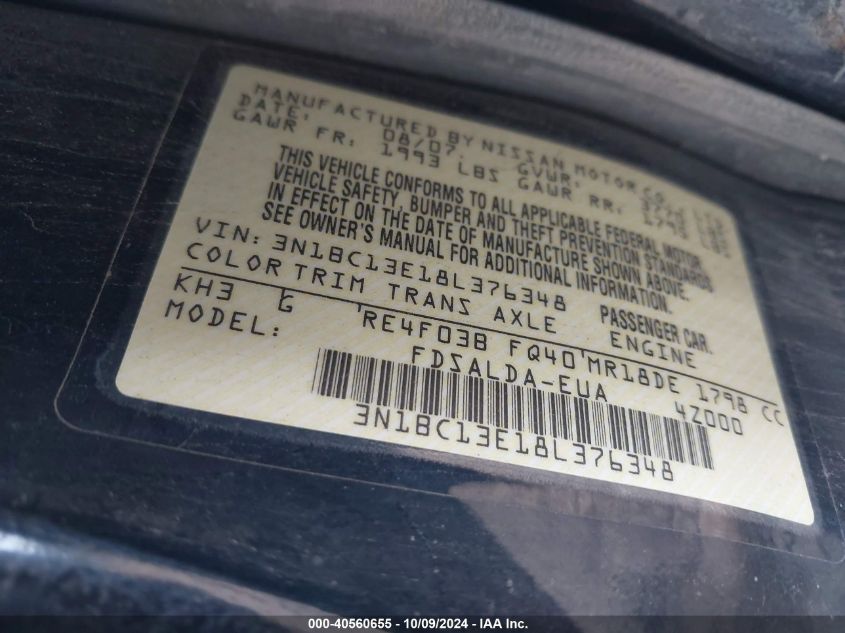 MANUFACTURED BY NISSAN MOTOR CO.
DATE: 08/07. GVWR:
GAWR FR: 1993 LBS GAWR RR:
THIS VEHICLE CONFORMS TO ALL APPLICABLE FEDERAL MOTOR
VEHICLE SAFETY, BUMPER AND THEFT PREVENTION STANDARDS
IN EFFECT ON THE DATE OF MANUFACTURE SHOWN ABOVE.
SEE OWNER'S MANUAL FOR ADDITIONAL INFORMATION.
VIN: 3N1BC13E18L376348 PASSENGER CAR.
COLOR TRIM TRANS AXLE ENGINE
KH3 G RE4F03B FQ40 MR18DE 1798 CC
MODEL: FDSALDA-EUA 4Z000
3N1BC13E18L376348
000-40560655 - 10/09/2024 - IAA Inc.